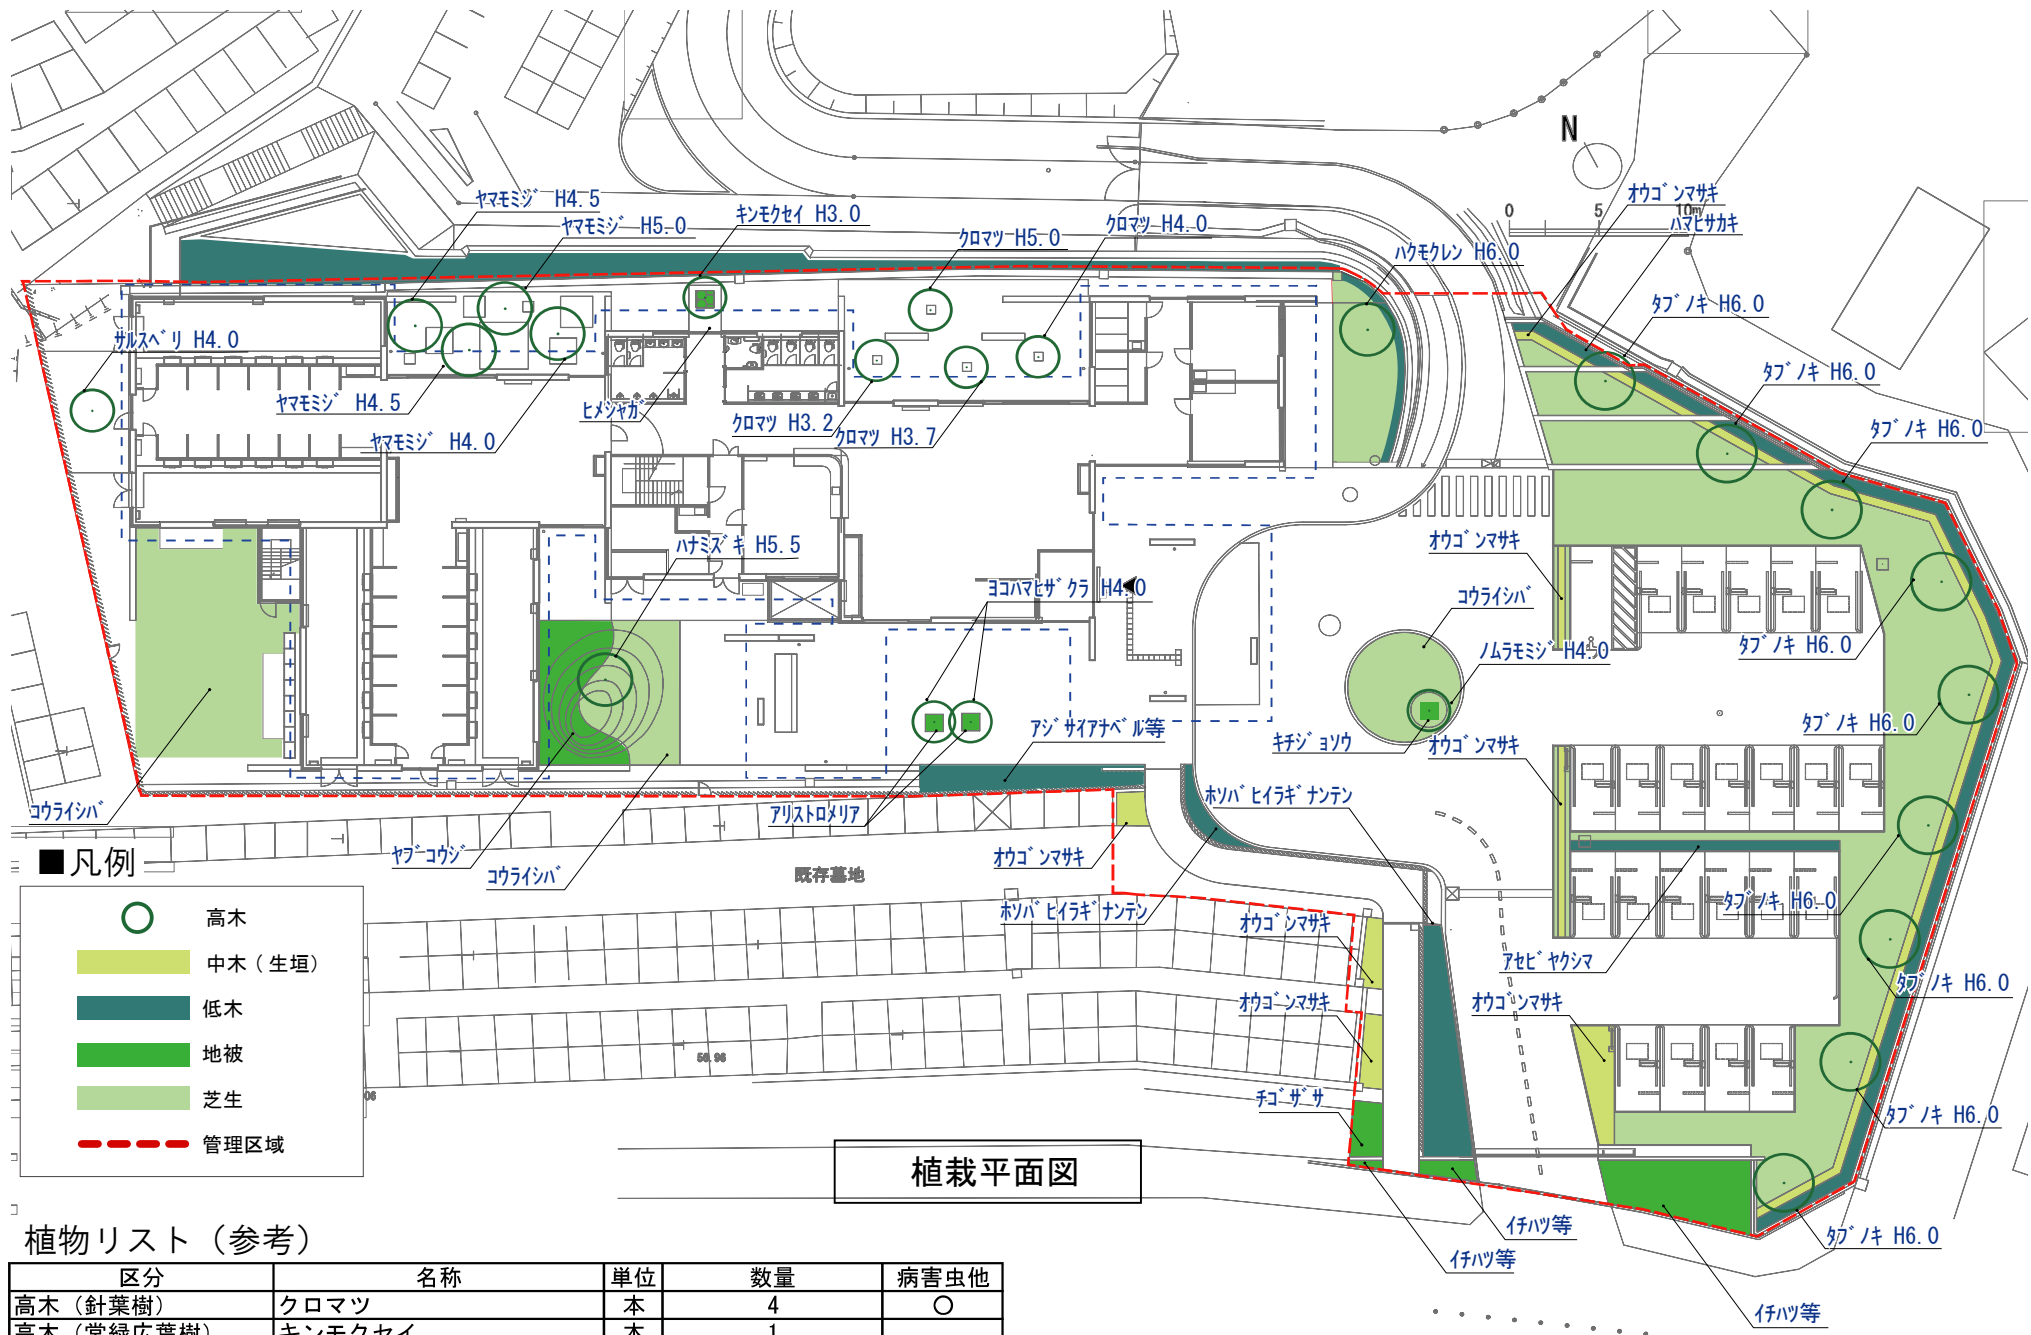 N
0 5 10m
ヤマモミジ H4.5
ヤマモミジ H5.0
キンモクセイ H3.0
クロマツ H5.0
クロマツ H4.0
ハクモクレン H6.0
オウゴンマサキ
ハマヒサカキ
タブノキ H6.0
タブノキ H6.0
タブノキ H6.0
サルスベリ H4.0
ヤマモミジ H4.5
ヤマモミジ H4.0
ヒメシャガ
クロマツ H3.2
クロマツ H3.7
ハナミズキ H5.5
ヨコハマヒザクラ H4.0
オウゴンマサキ
コウライシバ
ノムラモミジ H4.0
タブノキ H6.0
タブノキ H6.0
キチジョソウ
オウゴンマサキ
アジサイアナベル等
コウライシバ
アリストロメリア
ホソバヒイラギナンテン
ヤブコウジ
コウライシバ
オウゴンマサキ
既存墓地
ホソバヒイラギナンテン
オウゴンマサキ
タブノキ H6.0
アセビヤクシマ
タブノキ H6.0
オウゴンマサキ
オウゴンマサキ
56.96
06
チゴザサ
タブノキ H6.0
イチハツ等
イチハツ等
タブノキ H6.0
イチハツ等
■凡例
高木
中木(生垣)
低木
地被
芝生
管理区域
植栽平面図
植物リスト(参考)
区分 名称 単位 数量 病害虫他
高木(針葉樹) クロマツ 本 4 ○
高木(常緑広葉樹) キンモクセイ 本 1